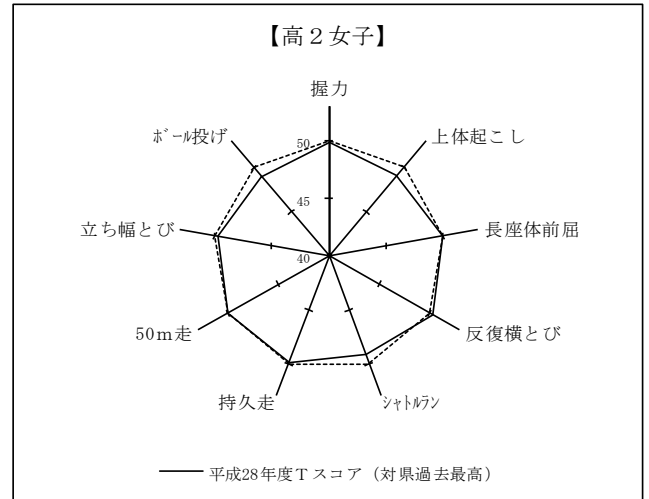 【高２女子】
握力
ﾎﾞｰﾙ投げ
上体起こし
50
立ち幅とび
45
長座体前屈
40
50m走
反復横とび
持久走
ｼｬﾄﾙﾗﾝ
平成28年度Ｔスコア（対県過去最高）